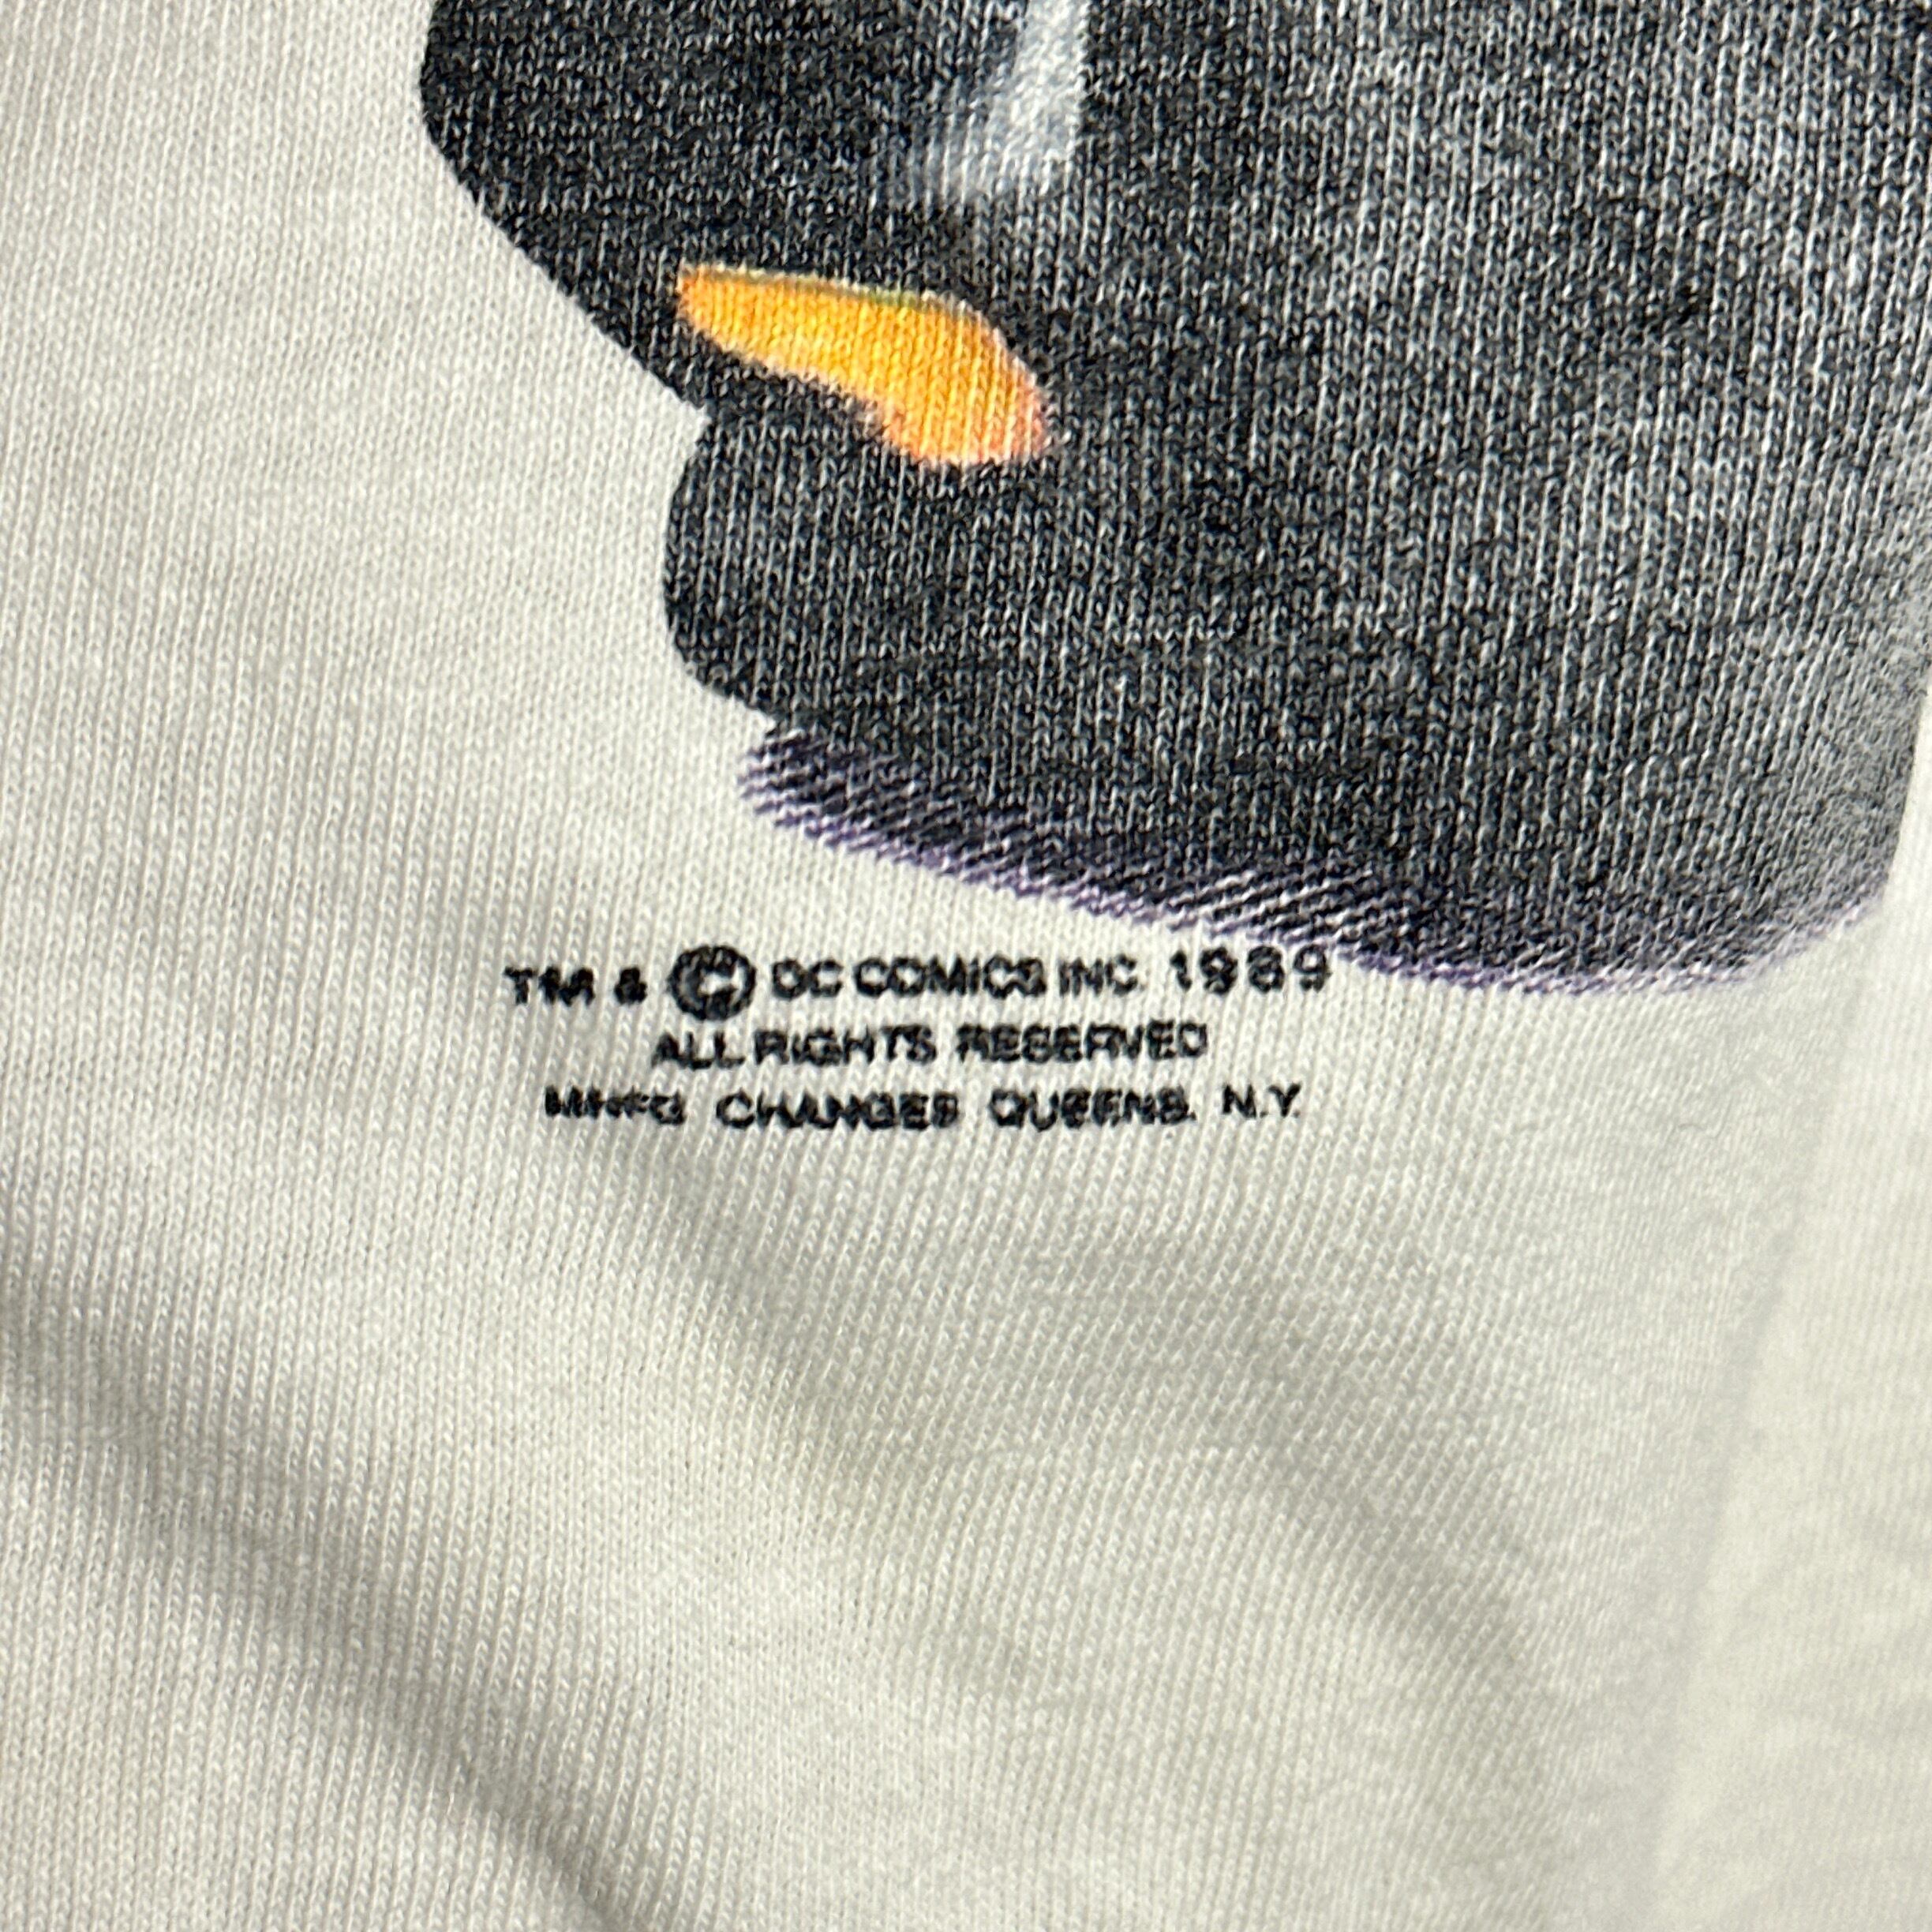 TM & © DC COMICS INC. 1989
ALL RIGHTS RESERVED
MNFG CHANGES QUEENS, N.Y.